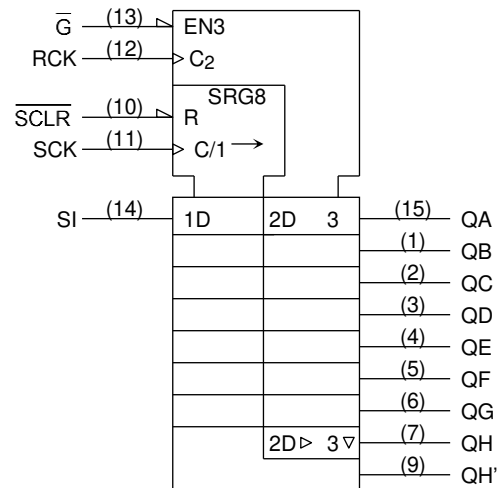 G (13) EN3
RCK (12) C2
SRG8
SCLR (10) R
SCK (11) C/1
SI (14) 1D 2D 3 (15) QA
(1) QB
(2) QC
(3) QD
(4) QE
(5) QF
(6) QG
2D 3 (7) QH
(9) QH'